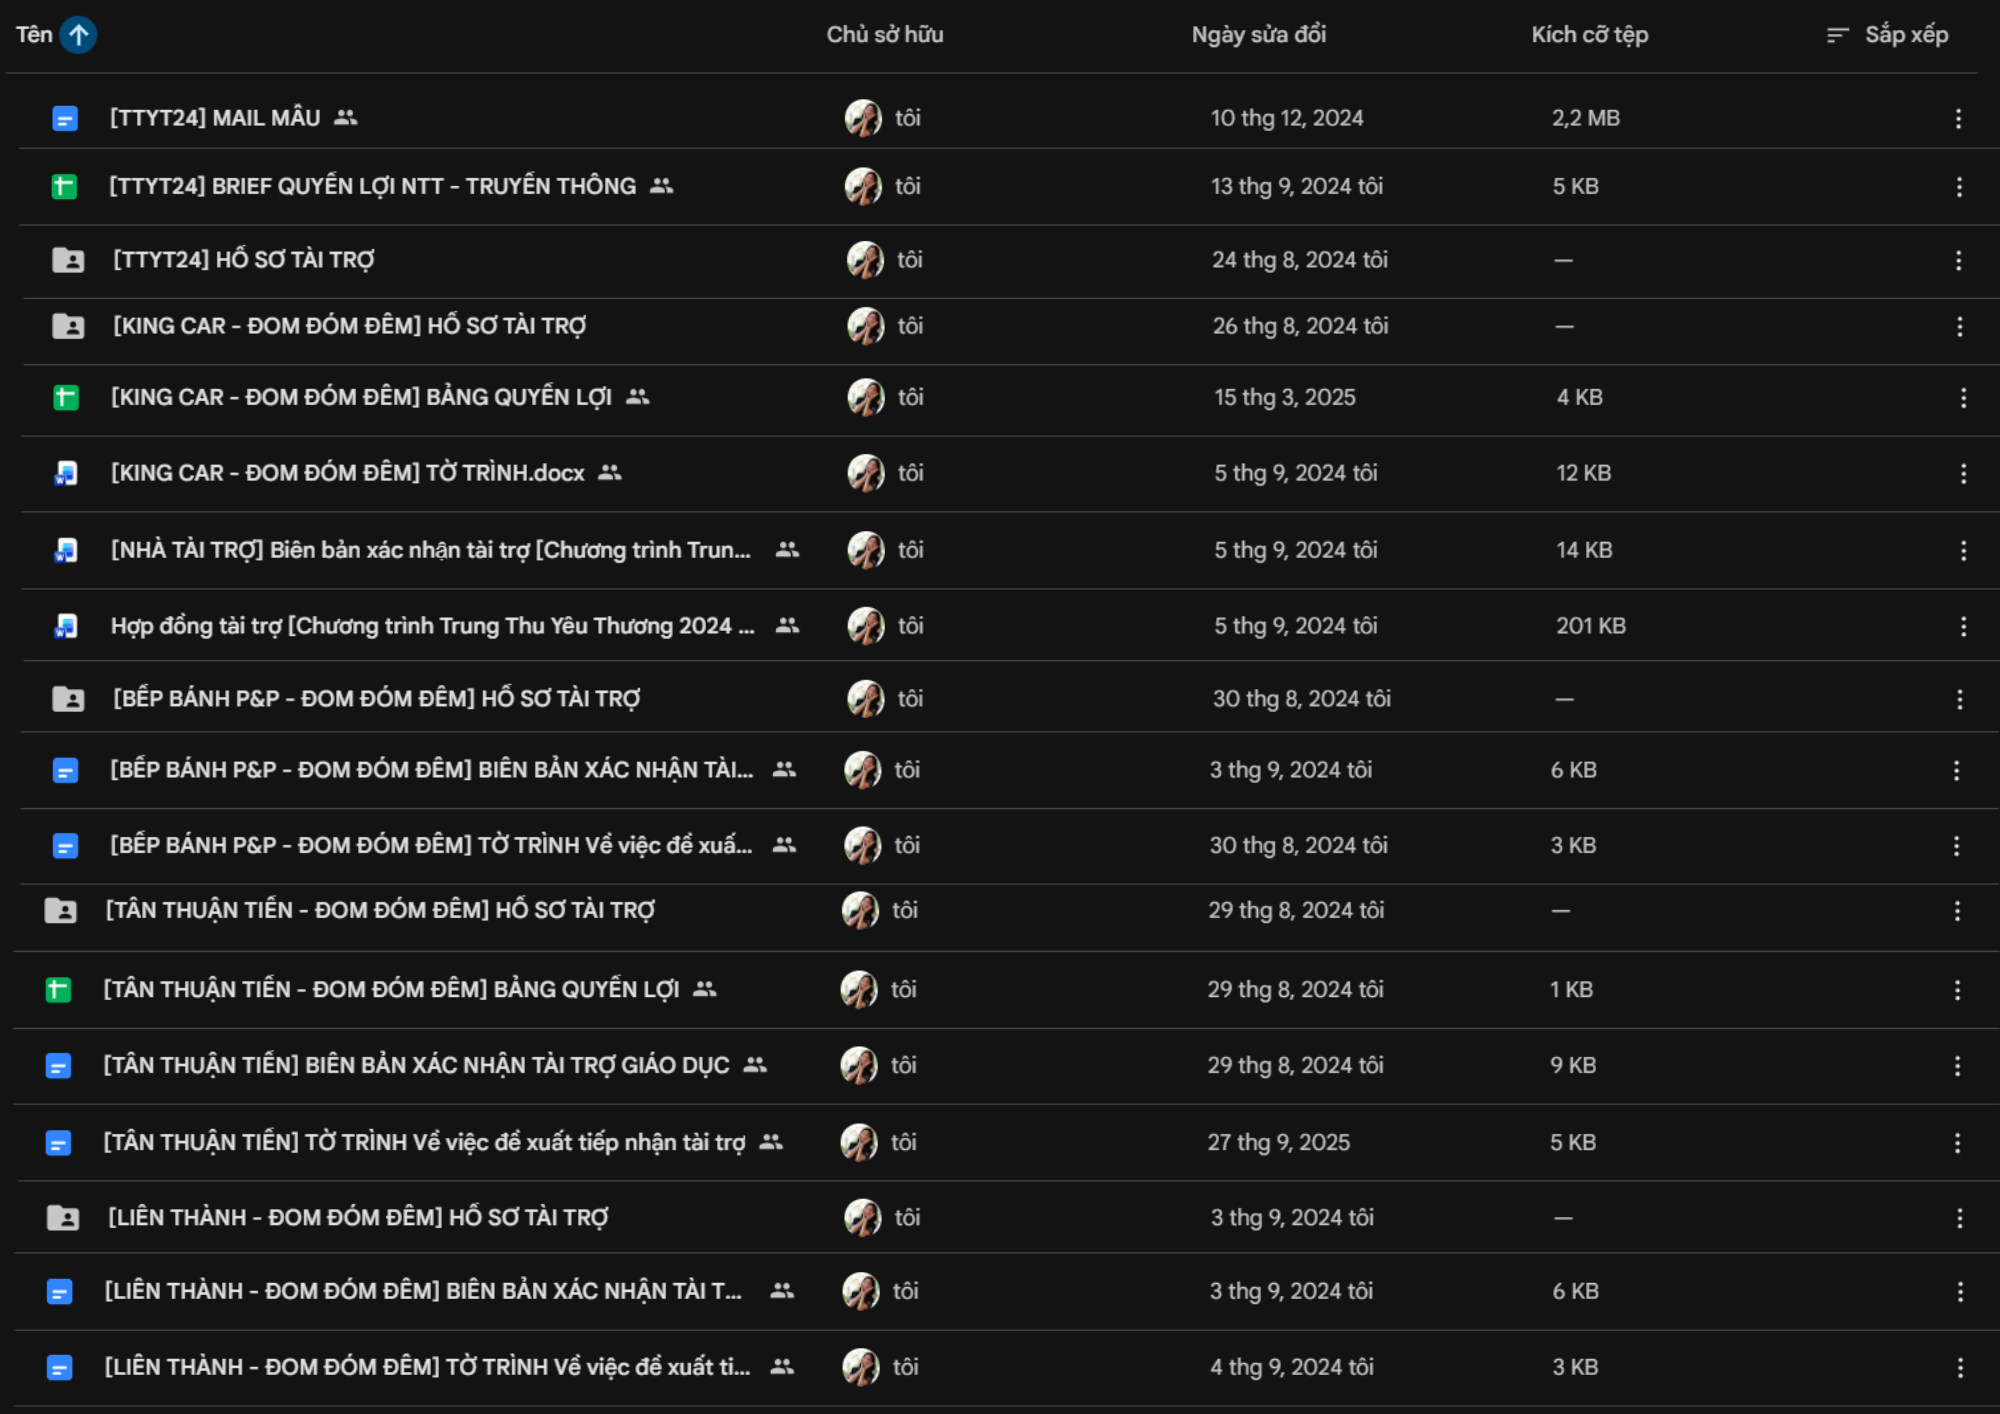 Tên Chủ sở hữu Ngày sửa đổi Kích cỡ tệp Sắp xếp
[TTYT24] MAIL MẪU tôi 10 thg 12, 2024 2,2 MB
[TTYT24] BRIEF QUYỀN LỢI NTT - TRUYỀN THÔNG tôi 13 thg 9, 2024 tôi 5 KB
[TTYT24] HỒ SƠ TÀI TRỢ tôi 24 thg 8, 2024 tôi —
[KING CAR - ĐOM ĐÓM ĐÊM] HỒ SƠ TÀI TRỢ tôi 26 thg 8, 2024 tôi —
[KING CAR - ĐOM ĐÓM ĐÊM] BẢNG QUYỀN LỢI tôi 15 thg 3, 2025 4 KB
[KING CAR - ĐOM ĐÓM ĐÊM] TỜ TRÌNH.docx tôi 5 thg 9, 2024 tôi 12 KB
[NHÀ TÀI TRỢ] Biên bản xác nhận tài trợ [Chương trình Trun... tôi 5 thg 9, 2024 tôi 14 KB
Hợp đồng tài trợ [Chương trình Trung Thu Yêu Thương 2024 ... tôi 5 thg 9, 2024 tôi 201 KB
[BẾP BÁNH P&P - ĐOM ĐÓM ĐÊM] HỒ SƠ TÀI TRỢ tôi 30 thg 8, 2024 tôi —
[BẾP BÁNH P&P - ĐOM ĐÓM ĐÊM] BIÊN BẢN XÁC NHẬN TÀI... tôi 3 thg 9, 2024 tôi 6 KB
[BẾP BÁNH P&P - ĐOM ĐÓM ĐÊM] TỜ TRÌNH Về việc đề xuấ... tôi 30 thg 8, 2024 tôi 3 KB
[TÂN THUẬN TIẾN - ĐOM ĐÓM ĐÊM] HỒ SƠ TÀI TRỢ tôi 29 thg 8, 2024 tôi —
[TÂN THUẬN TIẾN - ĐOM ĐÓM ĐÊM] BẢNG QUYỀN LỢI tôi 29 thg 8, 2024 tôi 1 KB
[TÂN THUẬN TIẾN] BIÊN BẢN XÁC NHẬN TÀI TRỢ GIÁO DỤC tôi 29 thg 8, 2024 tôi 9 KB
[TÂN THUẬN TIẾN] TỜ TRÌNH Về việc đề xuất tiếp nhận tài trợ tôi 27 thg 9, 2025 5 KB
[LIÊN THÀNH - ĐOM ĐÓM ĐÊM] HỒ SƠ TÀI TRỢ tôi 3 thg 9, 2024 tôi —
[LIÊN THÀNH - ĐOM ĐÓM ĐÊM] BIÊN BẢN XÁC NHẬN TÀI T... tôi 3 thg 9, 2024 tôi 6 KB
[LIÊN THÀNH - ĐOM ĐÓM ĐÊM] TỜ TRÌNH Về việc đề xuất ti... tôi 4 thg 9, 2024 tôi 3 KB